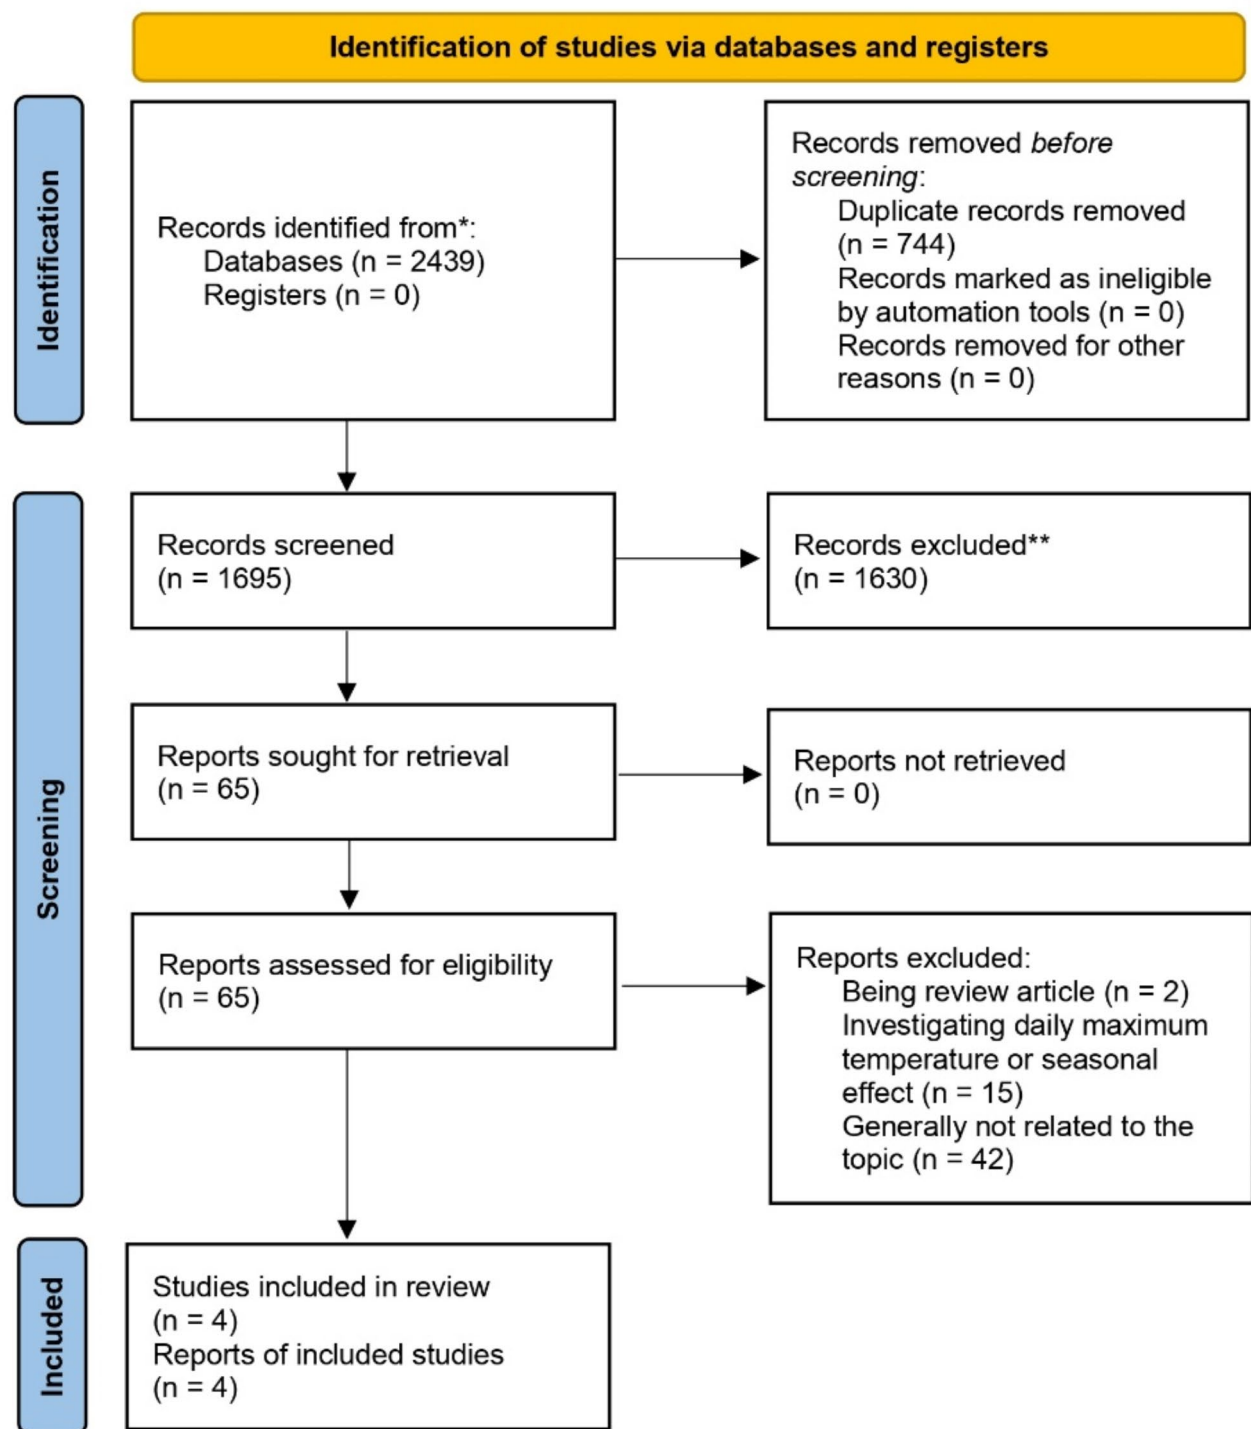 Identification of studies via databases and registers
Identification
Records identified from*:
Databases (n = 2439)
Registers (n = 0)
Records removed before
screening:
Duplicate records removed
(n = 744)
Records marked as ineligible
by automation tools (n = 0)
Records removed for other
reasons (n = 0)
Screening
Records screened
(n = 1695)
Records excluded**
(n = 1630)
Reports sought for retrieval
(n = 65)
Reports not retrieved
(n = 0)
Reports assessed for eligibility
(n = 65)
Reports excluded:
Being review article (n = 2)
Investigating daily maximum
temperature or seasonal
effect (n = 15)
Generally not related to the
topic (n = 42)
Included
Studies included in review
(n = 4)
Reports of included studies
(n = 4)